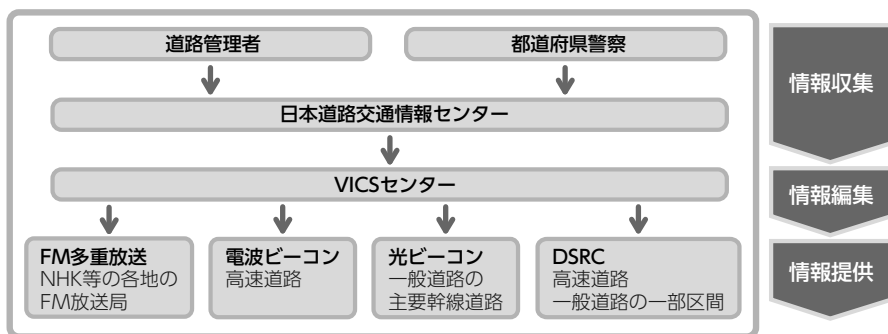 道路管理者
都道府県警察
日本道路交通情報センター
VICSセンター
FM多重放送
NHK等の各地の
FM放送局
電波ビーコン
高速道路
光ビーコン
一般道路の
主要幹線道路
DSRC
高速道路
一般道路の一部区間
情報収集
情報編集
情報提供